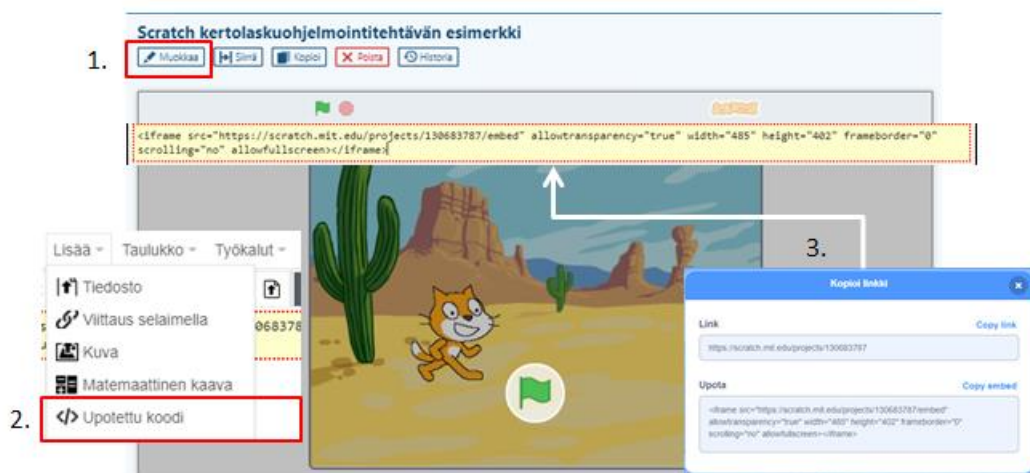 Scratch kertolaskuohjelmointitehtävän esimerkki
1.
Muokkaa Siirrä Kopioi Poista Historia
<iframe src="https://scratch.mit.edu/projects/130683787/embed" allowtransparency="true" width="485" height="402" frameborder="0"
scrolling="no" allowfullscreen></iframe>
3.
Lisää Taulukko Työkalut
Tiedosto
Viittaus selaimella
068378
Kuva
Matemaattinen kaava
2.
Upotettu koodi
Kopioi linkki
Link Copy link
https://scratch.mit.edu/projects/130683787
Upota Copy embed
<iframe src="https://scratch.mit.edu/projects/130683787/embed"
allowtransparency="true" width="485" height="402" frameborder="0"
scrolling="no" allowfullscreen></iframe>